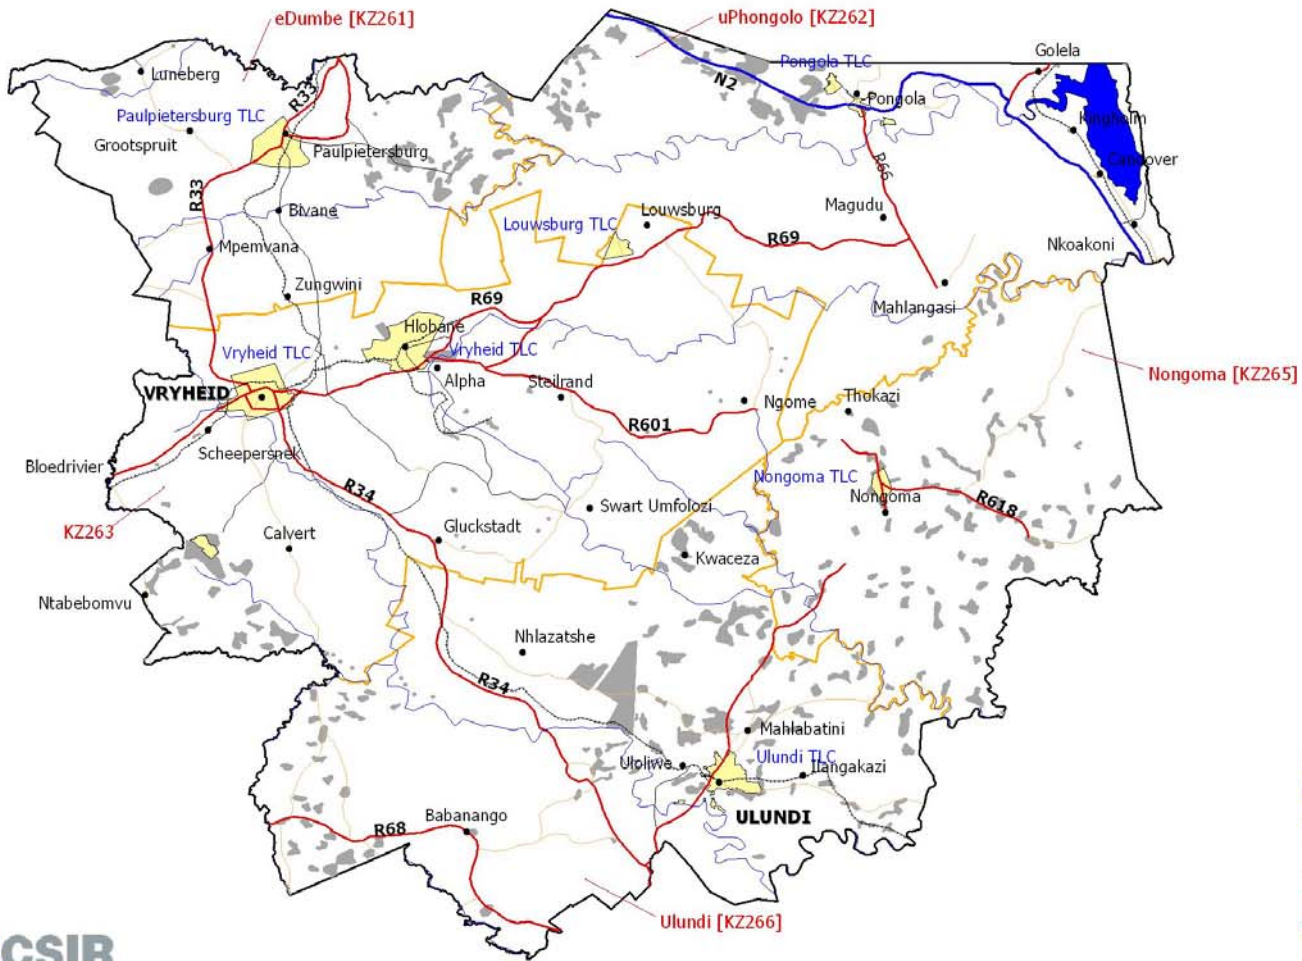 eDumbe [KZ261]
uPhongolo [KZ262]
Golela
Luneberg
Pongola TLC
N2
R33
Pongola
Paulpietersburg TLC
Kingholm
Grootspruit
Paulpietersburg
Candover
R66
R33
Bivane
Louwsburg TLC
Louwsburg
Magudu
Mpemvana
R69
Nkoakoni
Zungwini
R69
Mahlangasi
Hlobane
Vryheid TLC
Vryheid TLC
Nongoma [KZ265]
VRYHEID
Alpha
Steilrand
Ngome
Thokazi
R601
Scheepersnek
Bloedrivier
Nongoma TLC
R34
Nongoma
R618
Swart Umfolozi
KZ263
Calvert
Gluckstadt
Kwaceza
Ntabebomvu
Nhlazatshe
R34
Mahlabatini
Uloliwe
Ulundi TLC
Ilangakazi
Babanango
ULUNDI
R68
Ulundi [KZ266]
CSIR